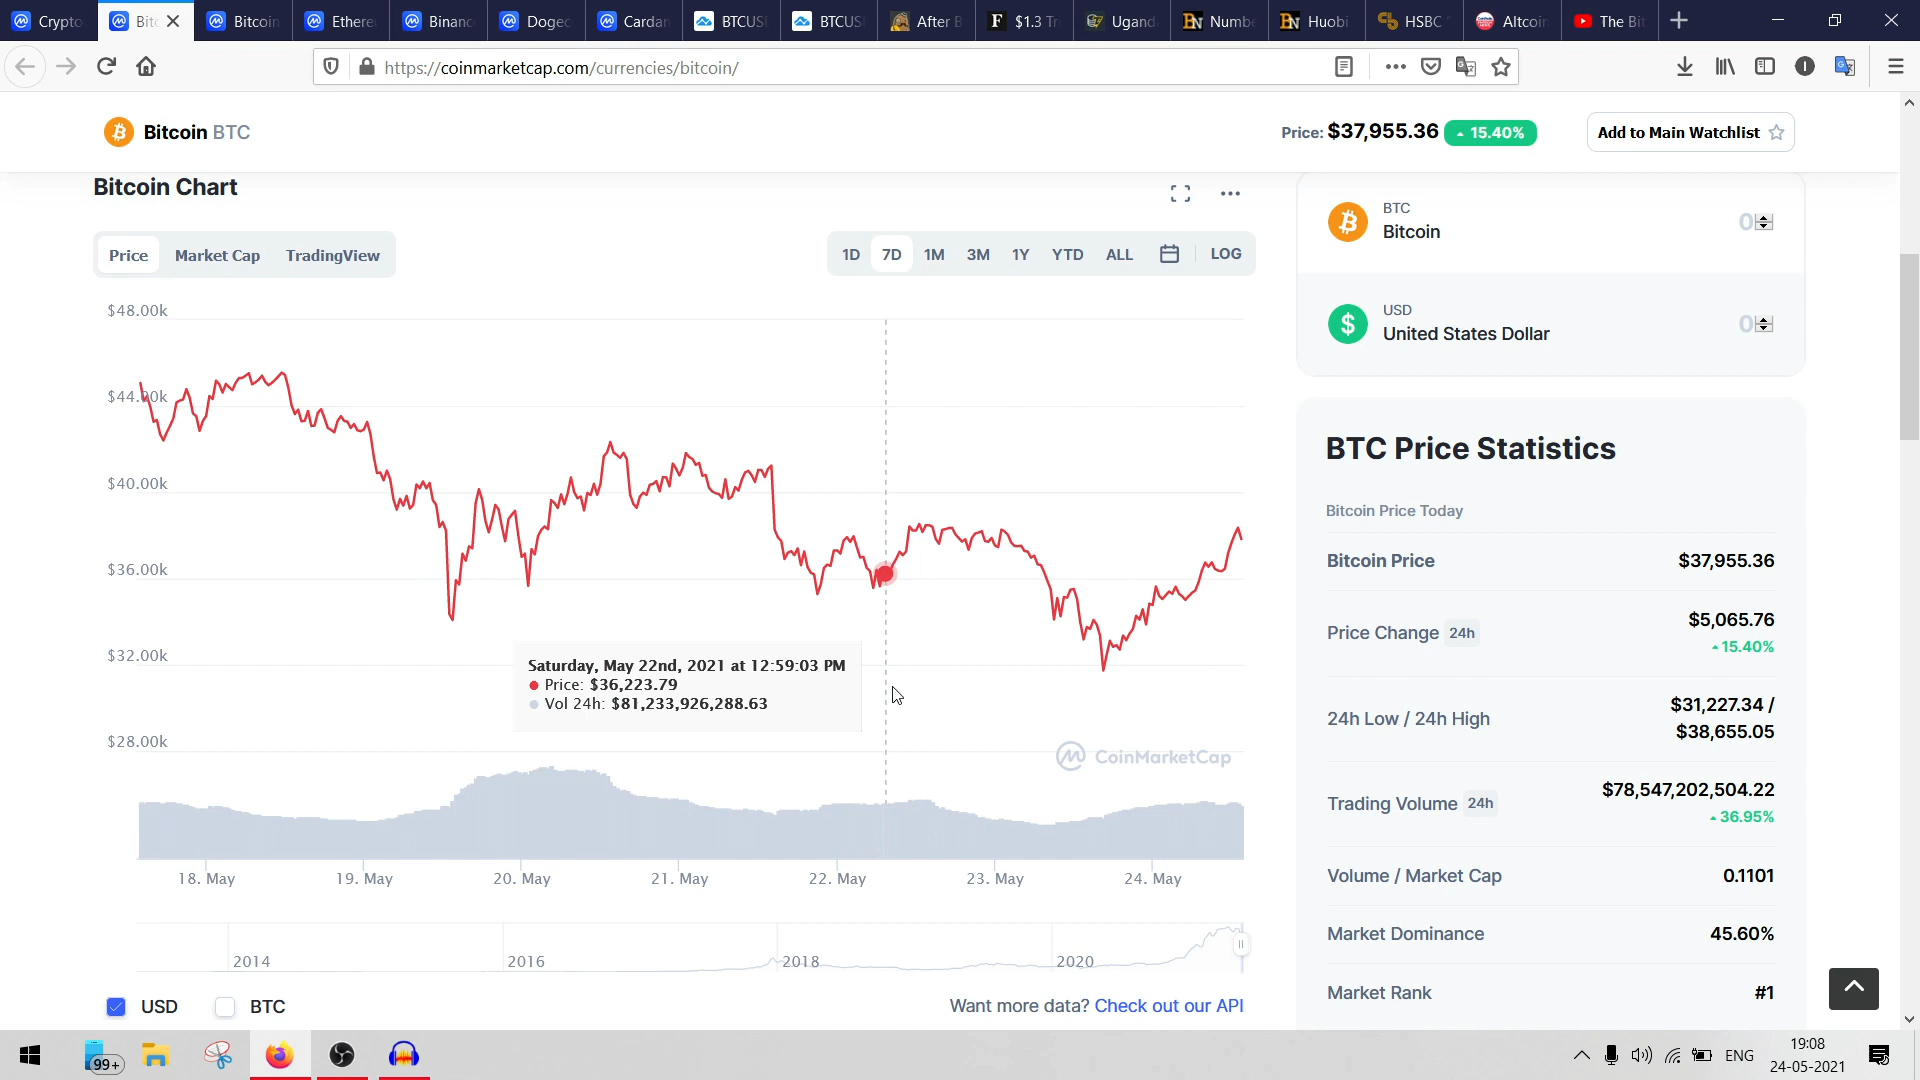 Crypto
Bit
Bitcoin
Ethere
Binanc
Dogec
Cardan
BTCUS
BTCUS
After B
$1.3 Tr
Ugand
Numbe
Huobi
HSBC
Altcoin
The Bit
https://coinmarketcap.com/currencies/bitcoin/
Bitcoin BTC
Price: $37,955.36 15.40%
Add to Main Watchlist
Bitcoin Chart
Price Market Cap TradingView
1D 7D 1M 3M 1Y YTD ALL LOG
$48.00k
$44.00k
$40.00k
$36.00k
$32.00k
$28.00k
Saturday, May 22nd, 2021 at 12:59:03 PM
Price: $36,223.79
Vol 24h: $81,233,926,288.63
CoinMarketCap
18. May 19. May 20. May 21. May 22. May 23. May 24. May
2014 2016 2018 2020
USD BTC
Want more data? Check out our API
BTC
Bitcoin
0
USD
United States Dollar
0
BTC Price Statistics
Bitcoin Price Today
Bitcoin Price $37,955.36
Price Change 24h $5,065.76
15.40%
24h Low / 24h High $31,227.34 /
$38,655.05
Trading Volume 24h $78,547,202,504.22
36.95%
Volume / Market Cap 0.1101
Market Dominance 45.60%
Market Rank #1
99+
ENG
19:08
24-05-2021